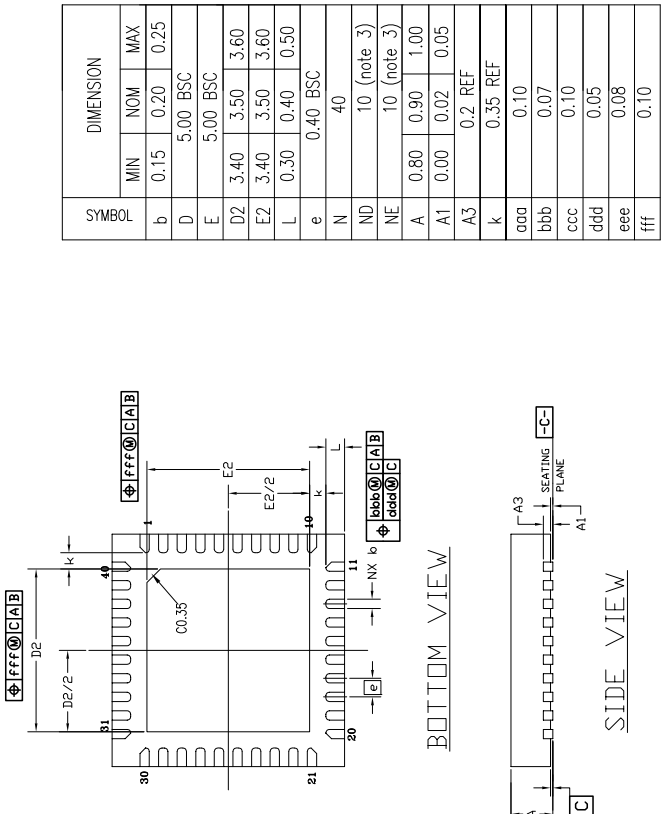 SYMBOL DIMENSION
MIN NOM MAX
b 0.15 0.20 0.25
D 5.00 BSC
E 5.00 BSC
D2 3.40 3.50 3.60
E2 3.40 3.50 3.60
L 0.30 0.40 0.50
e 0.40 BSC
N 40
ND 10 (note 3)
NE 10 (note 3)
A 0.80 0.90 1.00
A1 0.00 0.02 0.05
A3 0.2 REF
k 0.35 REF
aaa 0.10
bbb 0.07
ccc 0.10
ddd 0.05
eee 0.08
fff 0.10
⌖ fff Ⓜ C A B
D2
D2/2
k
31
40
30
1
C0.35
21
10
20
11
⌖ fff Ⓜ C A B
E2
E2/2
k
L
e
NX b
⌖ bbb Ⓜ C A B
ddd Ⓜ C
BOTTOM VIEW
A3
SEATING
PLANE
-C-
A1
A
C
SIDE VIEW